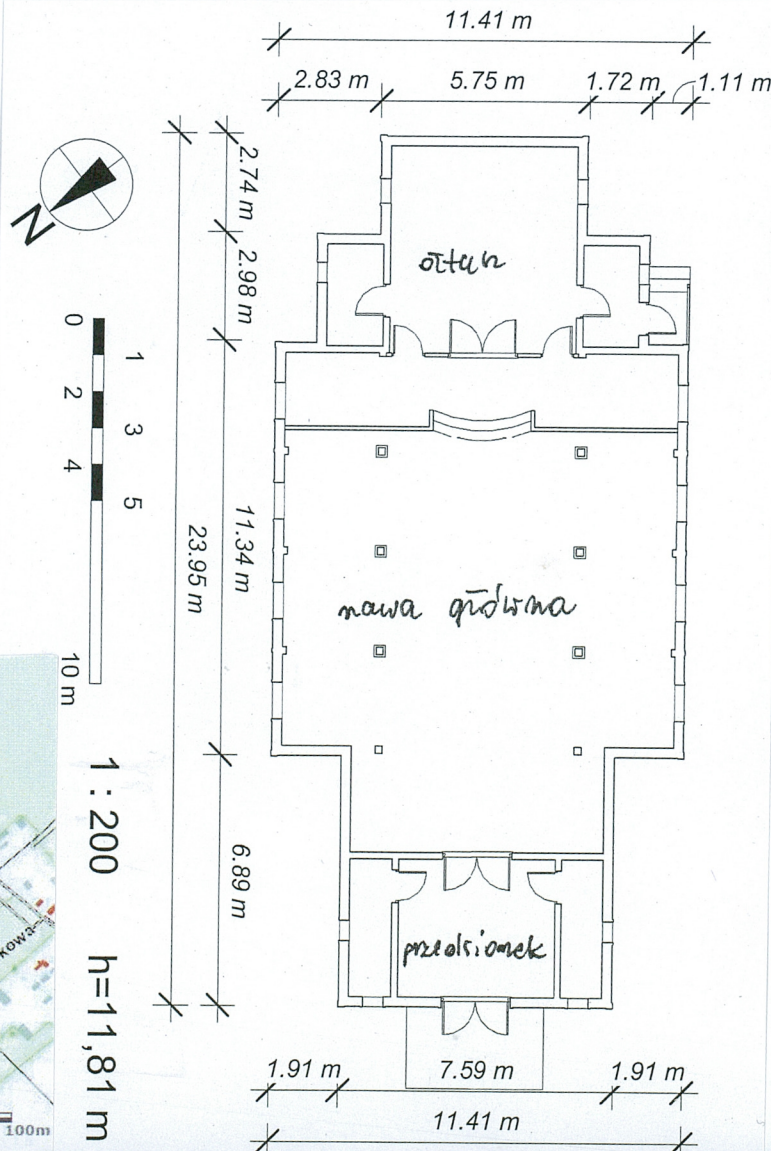 11.41 m
2.83 m 5.75 m 1.72 m 1.11 m
2.74 m
2.98 m
N
ołtarz
0 1 2 3 4 5 10 m
11.34 m
23.95 m
nawa główna
1 : 200 h=11,81 m
6.89 m
przedsionek
kowa
100m
1.91 m 7.59 m 1.91 m
11.41 m